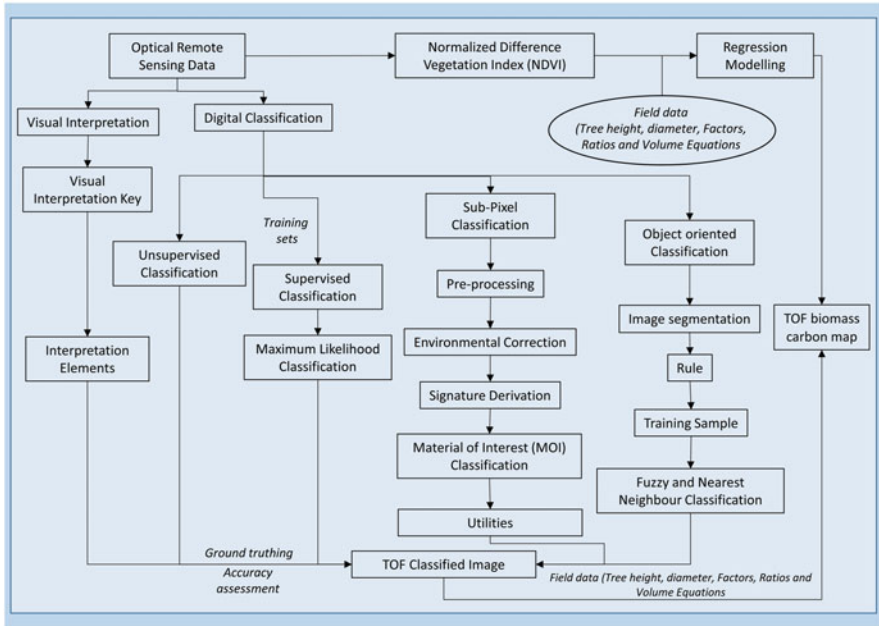 Optical Remote
Sensing Data
Normalized Difference
Vegetation Index (NDVI)
Regression
Modelling
Visual Interpretation
Digital Classification
Field data
(Tree height, diameter, Factors,
Ratios and Volume Equations
Visual
Interpretation Key
Training
sets
Sub-Pixel
Classification
Object oriented
Classification
Unsupervised
Classification
Supervised
Classification
Pre-processing
Image segmentation
TOF biomass
carbon map
Interpretation
Elements
Maximum Likelihood
Classification
Environmental Correction
Rule
Signature Derivation
Training Sample
Material of Interest (MOI)
Classification
Fuzzy and Nearest
Neighbour Classification
Utilities
Ground truthing
Accuracy
assessment
TOF Classified Image
Field data (Tree height, diameter, Factors, Ratios and
Volume Equations